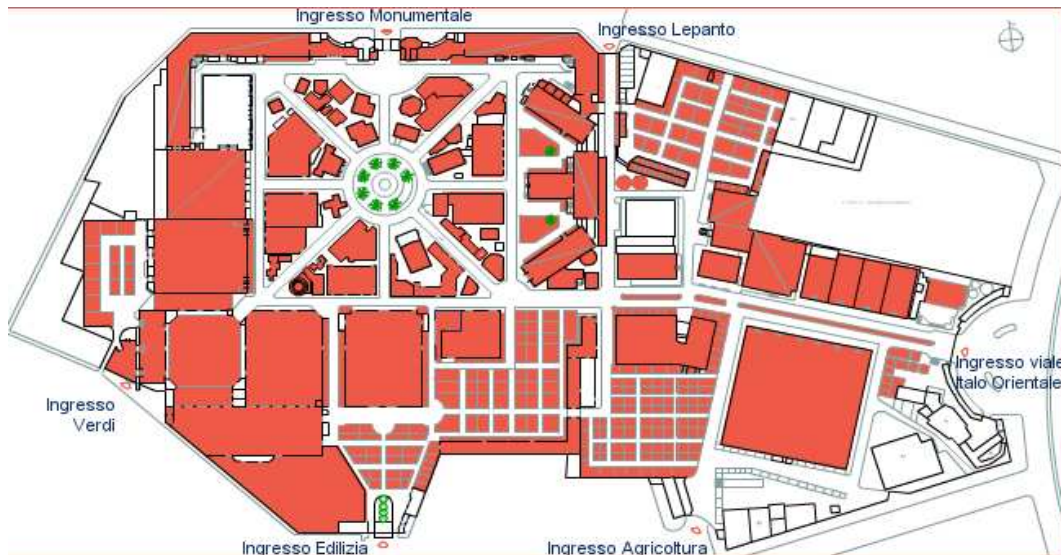 Ingresso Monumentale
Ingresso Lepanto
Ingresso viale
Italo Orientale
Ingresso
Verdi
Ingresso Edilizia
Ingresso Agricoltura